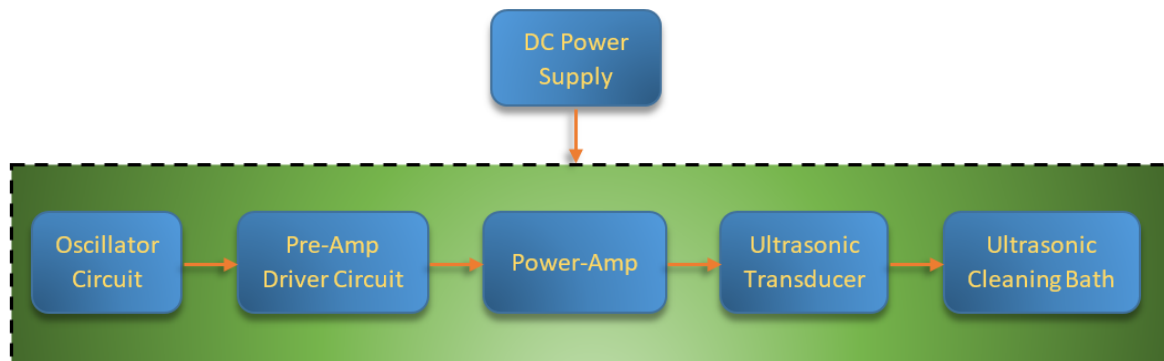 DC Power
Supply
Oscillator
Circuit
Pre-Amp
Driver Circuit
Power-Amp
Ultrasonic
Transducer
Ultrasonic
Cleaning Bath